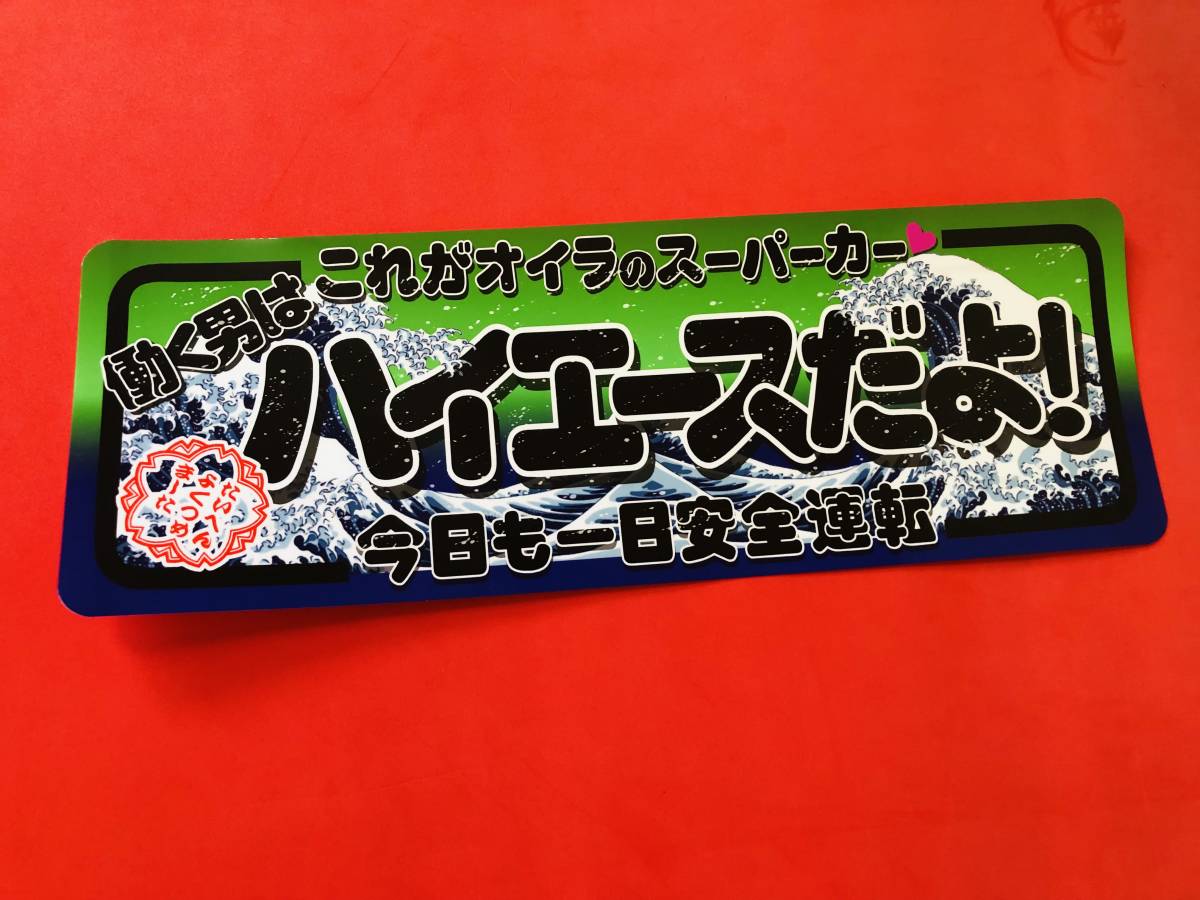 これがオイラのスーパーカー
働く男は
ハイエースだよ!
今日も一日安全運転